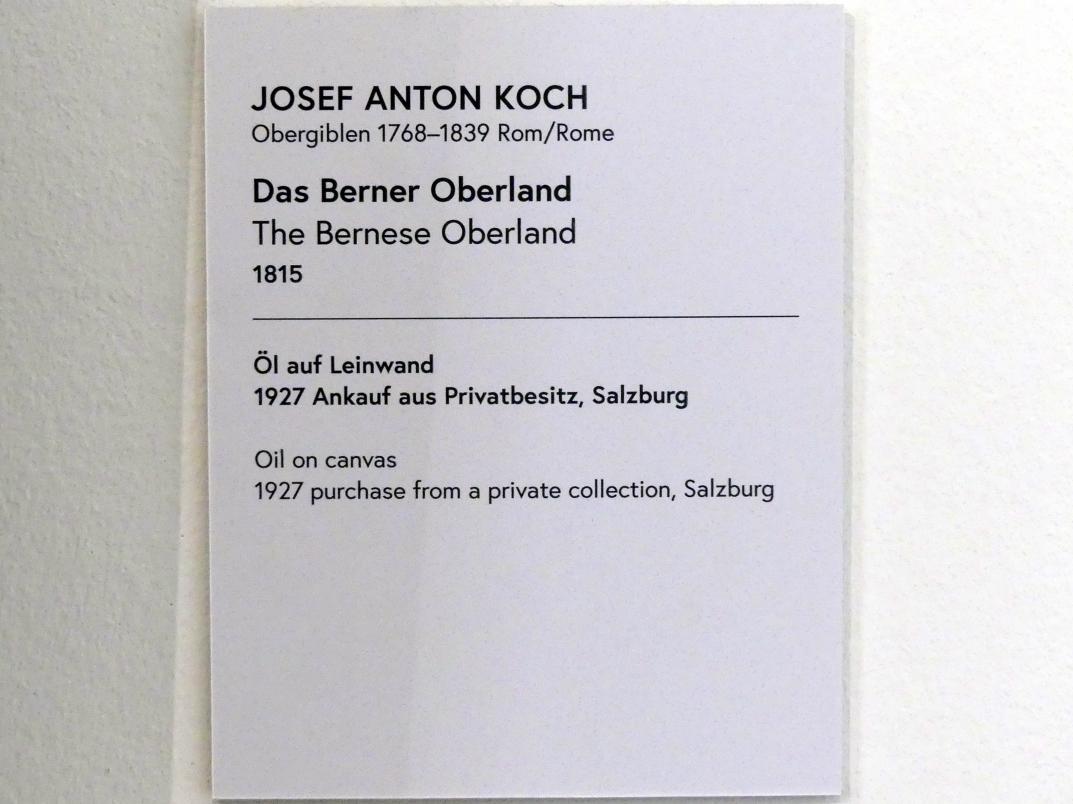 JOSEF ANTON KOCH
Obergiblen 1768–1839 Rom/Rome
Das Berner Oberland
The Bernese Oberland
1815
Öl auf Leinwand
1927 Ankauf aus Privatbesitz, Salzburg
Oil on canvas
1927 purchase from a private collection, Salzburg